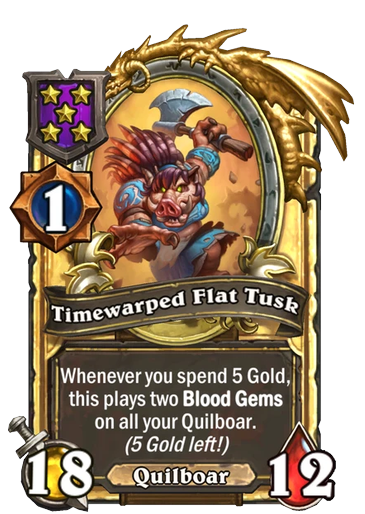 1
Timewarped Flat Tusk
Whenever you spend 5 Gold,
this plays two Blood Gems
on all your Quilboar.
(5 Gold left!)
18
Quilboar
12